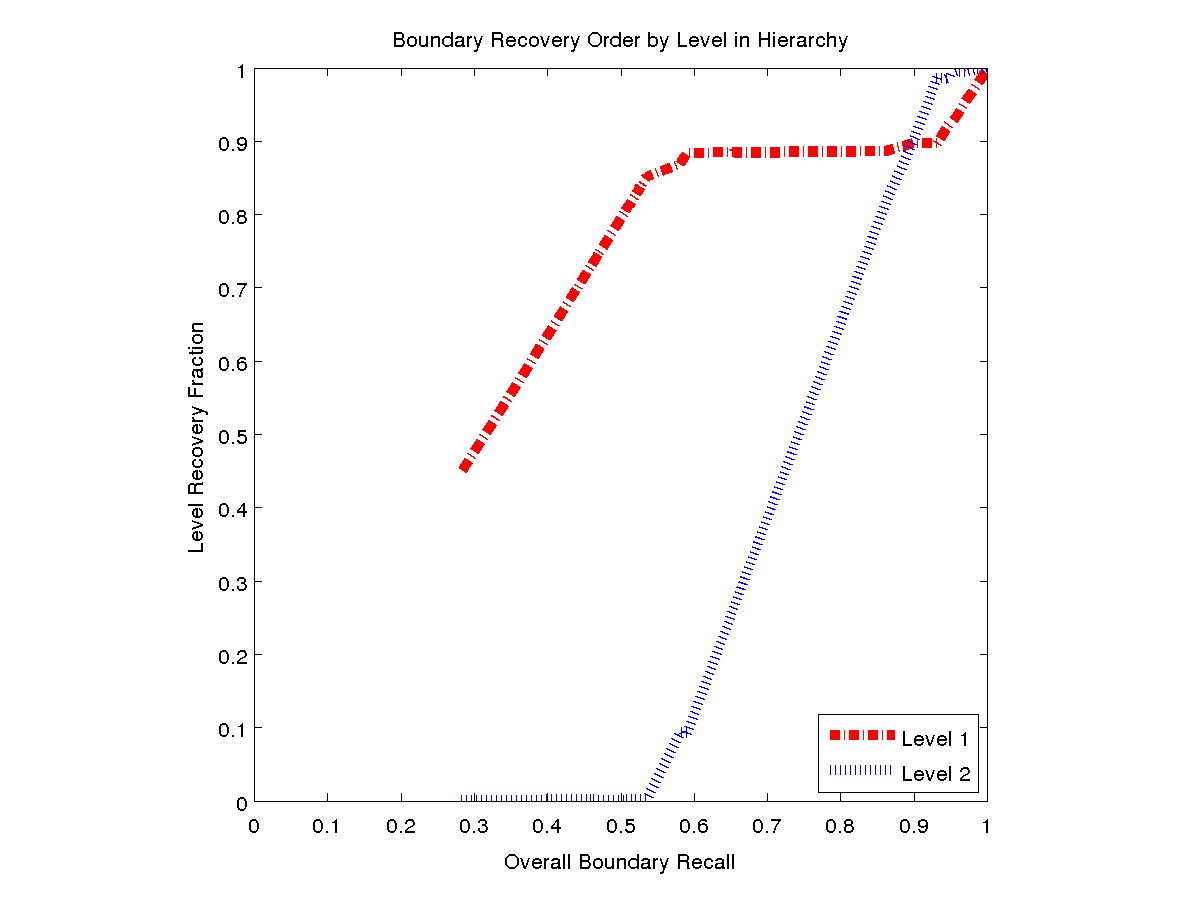 Boundary Recovery Order by Level in Hierarchy
1
0.9
0.8
0.7
0.6
0.5
0.4
0.3
0.2
0.1
0
Level Recovery Fraction
Level 1
Level 2
0 0.1 0.2 0.3 0.4 0.5 0.6 0.7 0.8 0.9 1
Overall Boundary Recall